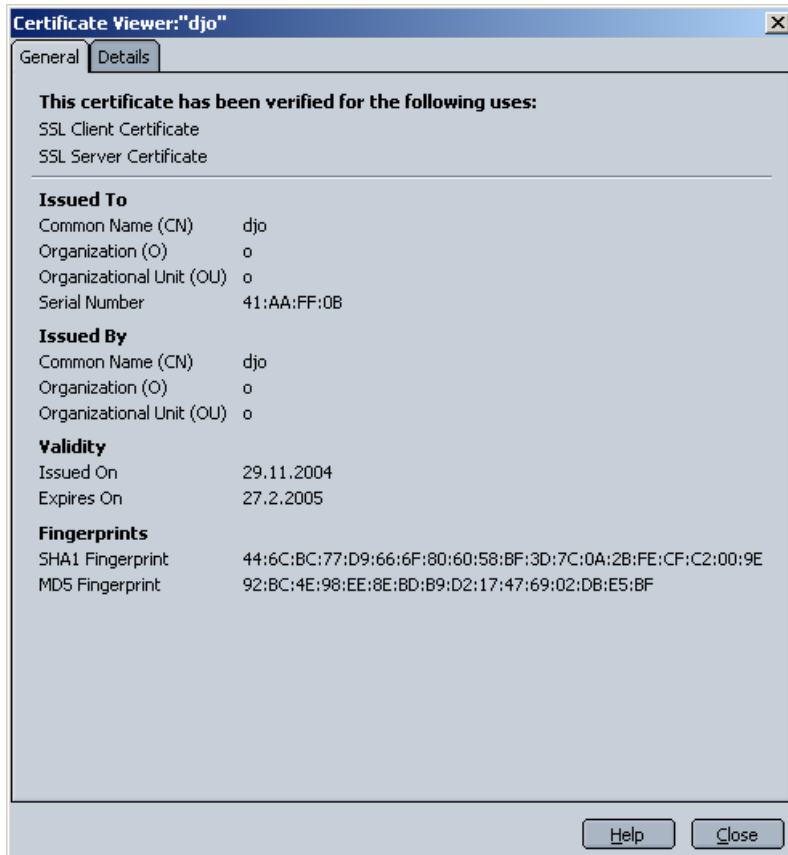 Certificate Viewer:"djo"
General Details
This certificate has been verified for the following uses:
SSL Client Certificate
SSL Server Certificate
Issued To
Common Name (CN) djo
Organization (O) o
Organizational Unit (OU) o
Serial Number 41:AA:FF:0B
Issued By
Common Name (CN) djo
Organization (O) o
Organizational Unit (OU) o
Validity
Issued On 29.11.2004
Expires On 27.2.2005
Fingerprints
SHA1 Fingerprint 44:6C:BC:77:D9:66:6F:80:60:58:BF:3D:7C:0A:2B:FE:CF:C2:00:9E
MD5 Fingerprint 92:BC:4E:98:EE:8E:BD:B9:D2:17:47:69:02:DB:E5:BF
Help Close